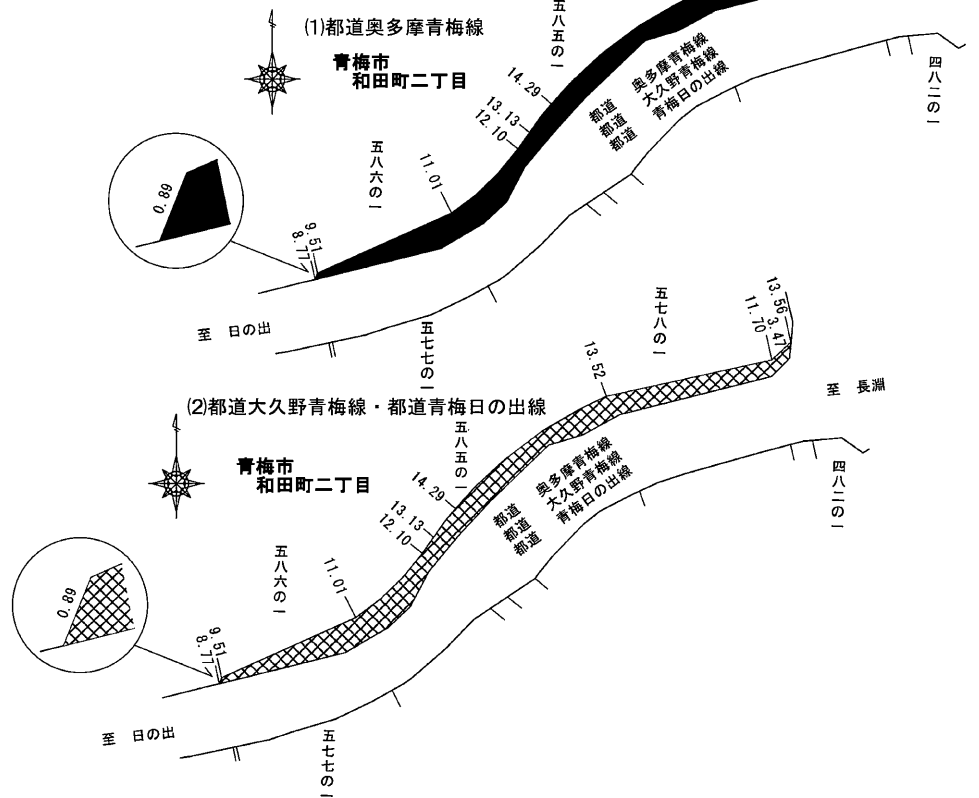 (1)都道奥多摩青梅線
青梅市
和田町二丁目
五八五の一
四八二の一
14.29
13.13
12.10
都道　奥多摩青梅線
都道　大久野青梅線
都道　青梅日の出線
五八六の一
11.01
0.89
9.51
8.77
至　日の出
五七七の一
(2)都道大久野青梅線・都道青梅日の出線
青梅市
和田町二丁目
五七八の一
13.56
3.47
11.70
13.52
至　長淵
五八五の一
四八二の一
14.29
13.13
12.10
都道　奥多摩青梅線
都道　大久野青梅線
都道　青梅日の出線
五八六の一
11.01
0.89
9.51
8.77
至　日の出
五七七の一